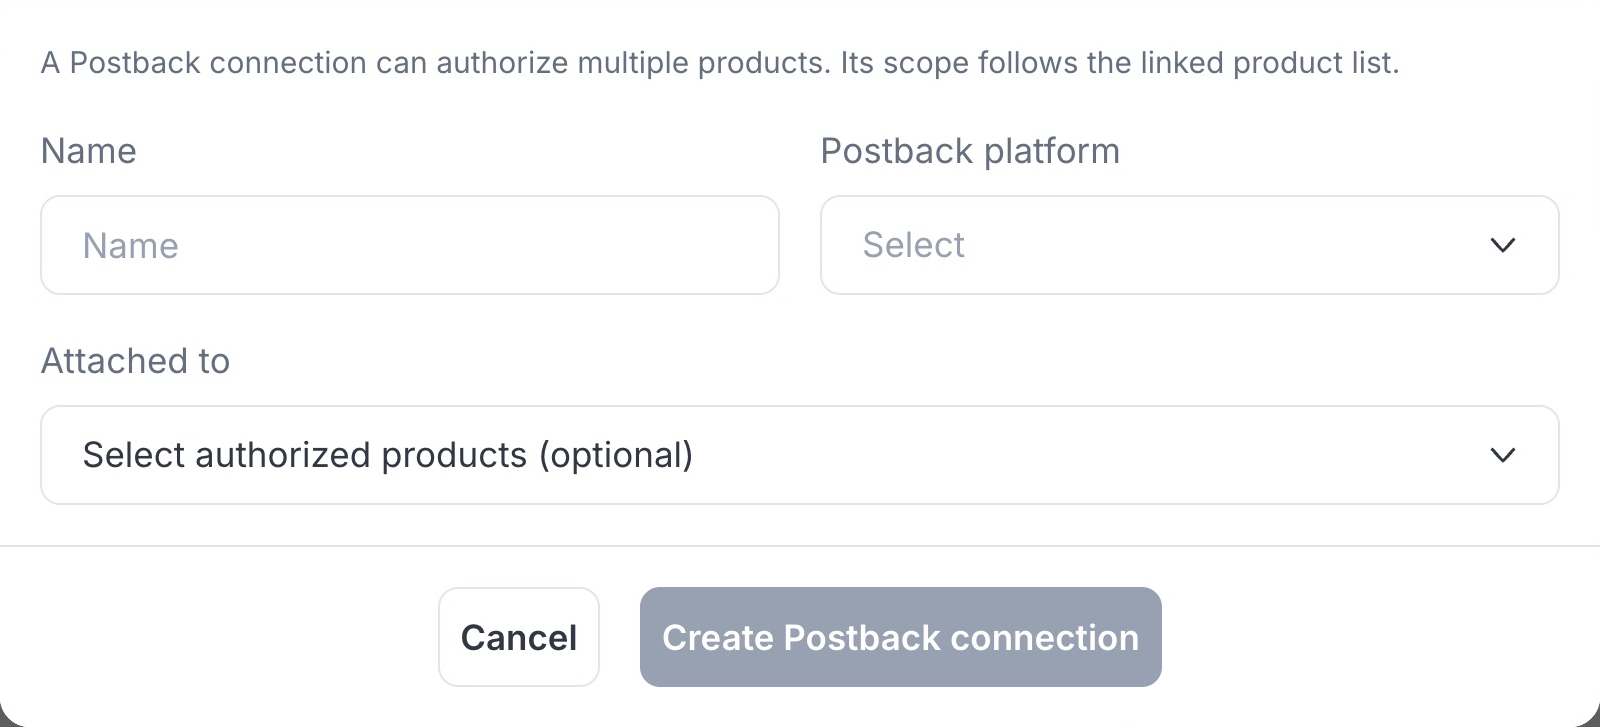 A Postback connection can authorize multiple products. Its scope follows the linked product list.
Name
Postback platform
Name
Select
Attached to
Select authorized products (optional)
Cancel
Create Postback connection